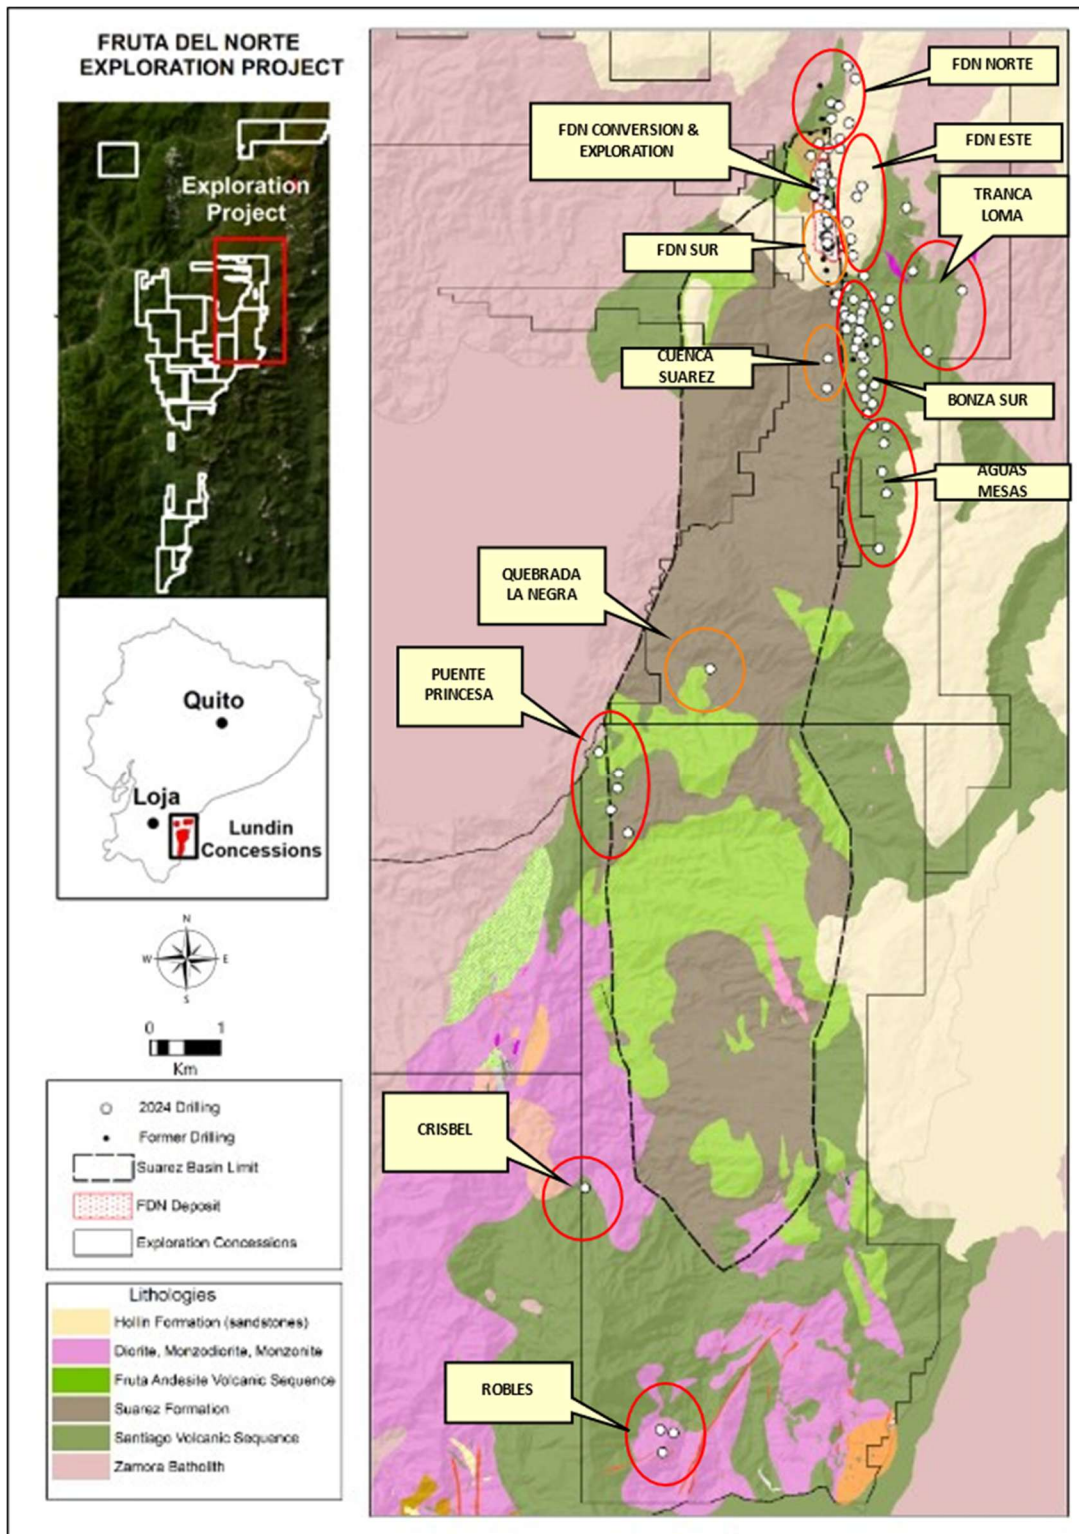 FRUTA DEL NORTE
EXPLORATION PROJECT
Exploration
Project
Quito
Loja
Lundin
Concessions
N
W
E
S
0
1
Km
2024 Drilling
Former Drilling
Suarez Basin Limit
FDN Deposit
Exploration Concessions
Lithologies
Hollin Formation (sandstones)
Diorite, Monzodiorite, Monzonite
Fruta Andesite Volcanic Sequence
Suarez Formation
Santiago Volcanic Sequence
Zamora Batholith
FDN NORTE
FDN CONVERSION &
EXPLORATION
FDN ESTE
TRANCA
LOMA
FDN SUR
CUENCA
SUAREZ
BONZA SUR
AGUAS
MESAS
QUEBRADA
LA NEGRA
PUENTE
PRINCESA
CRISBEL
ROBLES